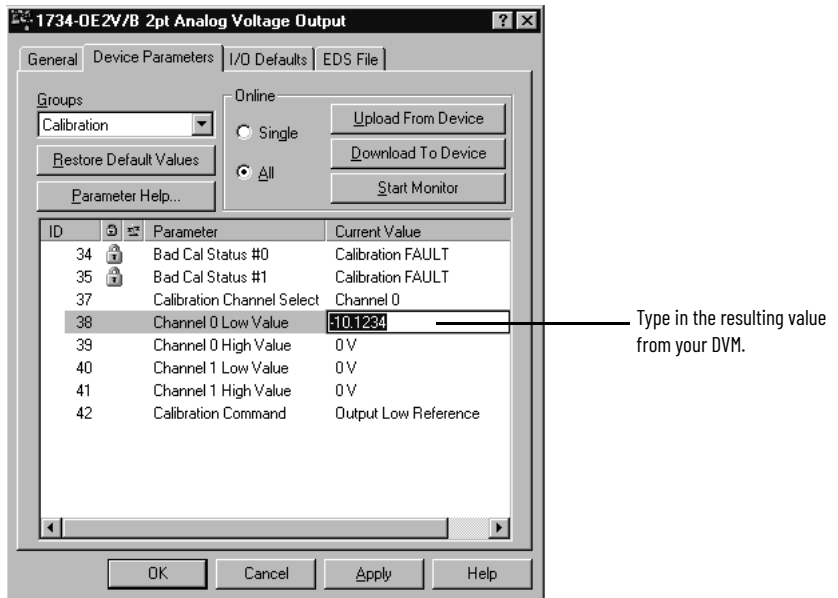 1734-OE2V/B 2pt Analog Voltage Output
General Device Parameters I/O Defaults EDS File
Groups
Calibration
Restore Default Values
Parameter Help...
Online
Single
All
Upload From Device
Download To Device
Start Monitor
ID Parameter Current Value
34 Bad Cal Status #0 Calibration FAULT
35 Bad Cal Status #1 Calibration FAULT
37 Calibration Channel Select Channel 0
38 Channel 0 Low Value -10.1234
39 Channel 0 High Value 0 V
40 Channel 1 Low Value 0 V
41 Channel 1 High Value 0 V
42 Calibration Command Output Low Reference
OK Cancel Apply Help
Type in the resulting value
from your DVM.